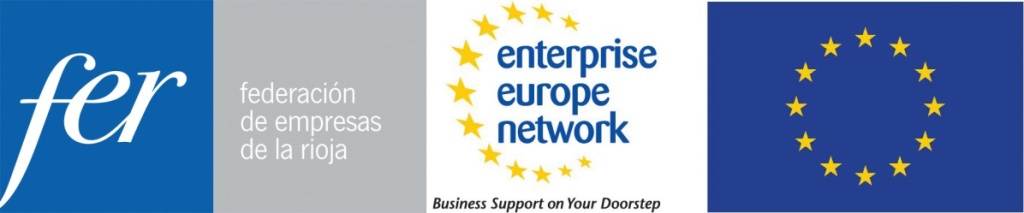 fer
federación
de empresas
de la rioja
enterprise
europe
network
Business Support on Your Doorstep